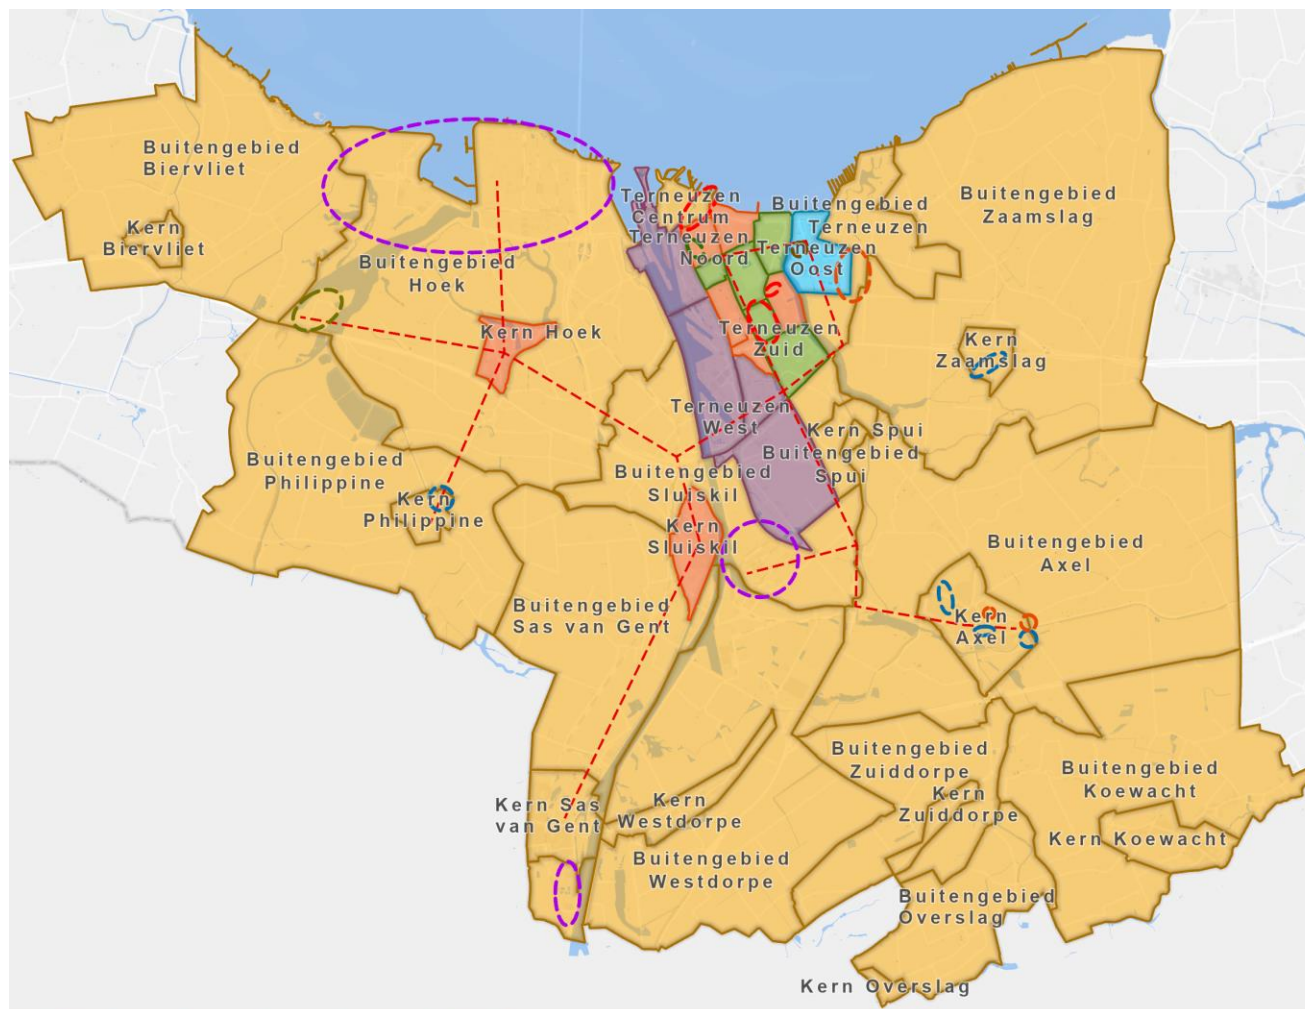 Buitengebied
Biervliet
Kern
Biervliet
Buitengebied
Hoek
Kern Hoek
Terneuzen
Centrum
Terneuzen
Noord
Buitengebied
Terneuzen
Terneuzen
Oost
Buitengebied
Zaamslag
Terneuzen
Zuid
Kern
Zaamslag
Terneuzen
West
Kern Spui
Buitengebied
Spui
Buitengebied
Philippine
Kern
Philippine
Buitengebied
Sluiskil
Kern
Sluiskil
Buitengebied
Axel
Kern
Axel
Buitengebied
Sas van Gent
Buitengebied
Zuiddorpe
Kern
Zuiddorpe
Buitengebied
Koewacht
Kern Koewacht
Kern Sas
van Gent
Kern
Westdorpe
Buitengebied
Westdorpe
Buitengebied
Overslag
Kern Overslag